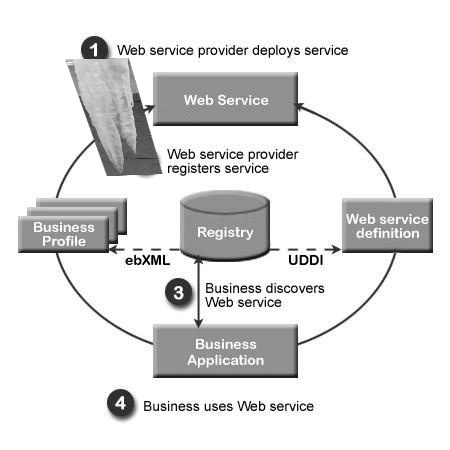 1 Web service provider deploys service
Web Service
Web service provider
registers service
Business
Profile
Registry
Web service
definition
ebXML
UDDI
3 Business discovers
Web service
Business
Application
4 Business uses Web service